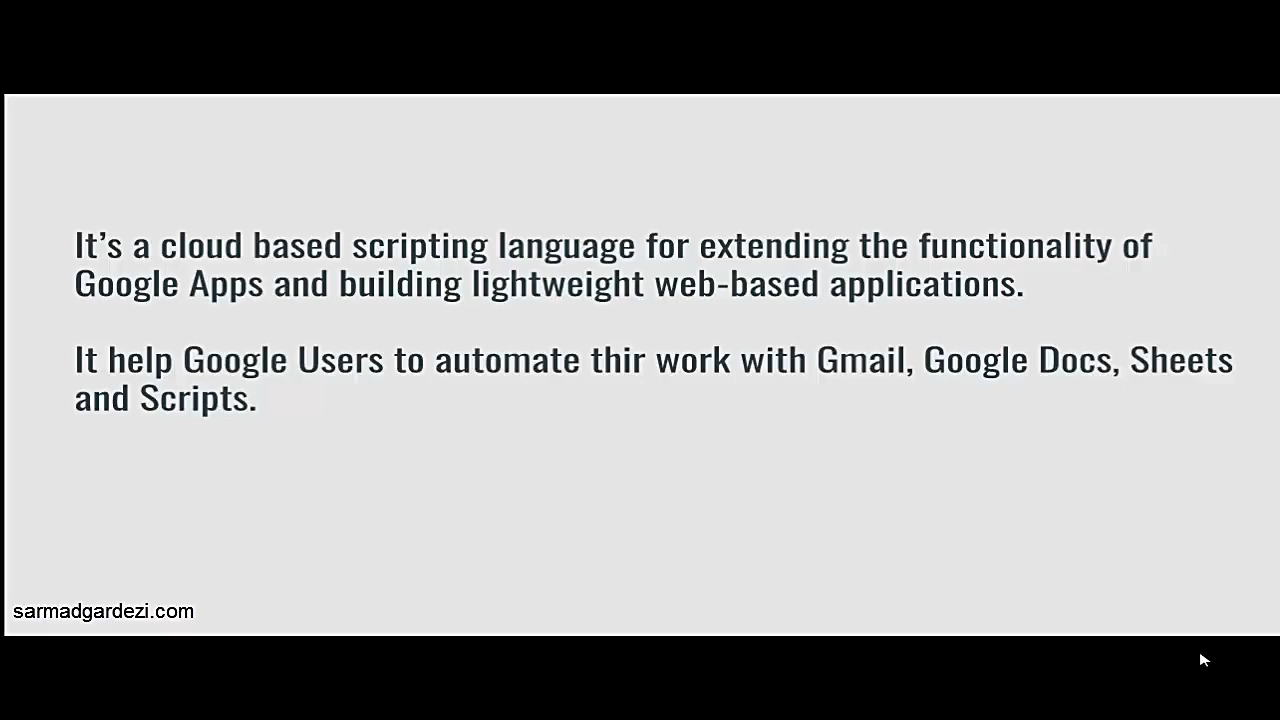 It’s a cloud based scripting language for extending the functionality of
Google Apps and building lightweight web-based applications.
It help Google Users to automate thir work with Gmail, Google Docs, Sheets
and Scripts.
sarmadgardezi.com